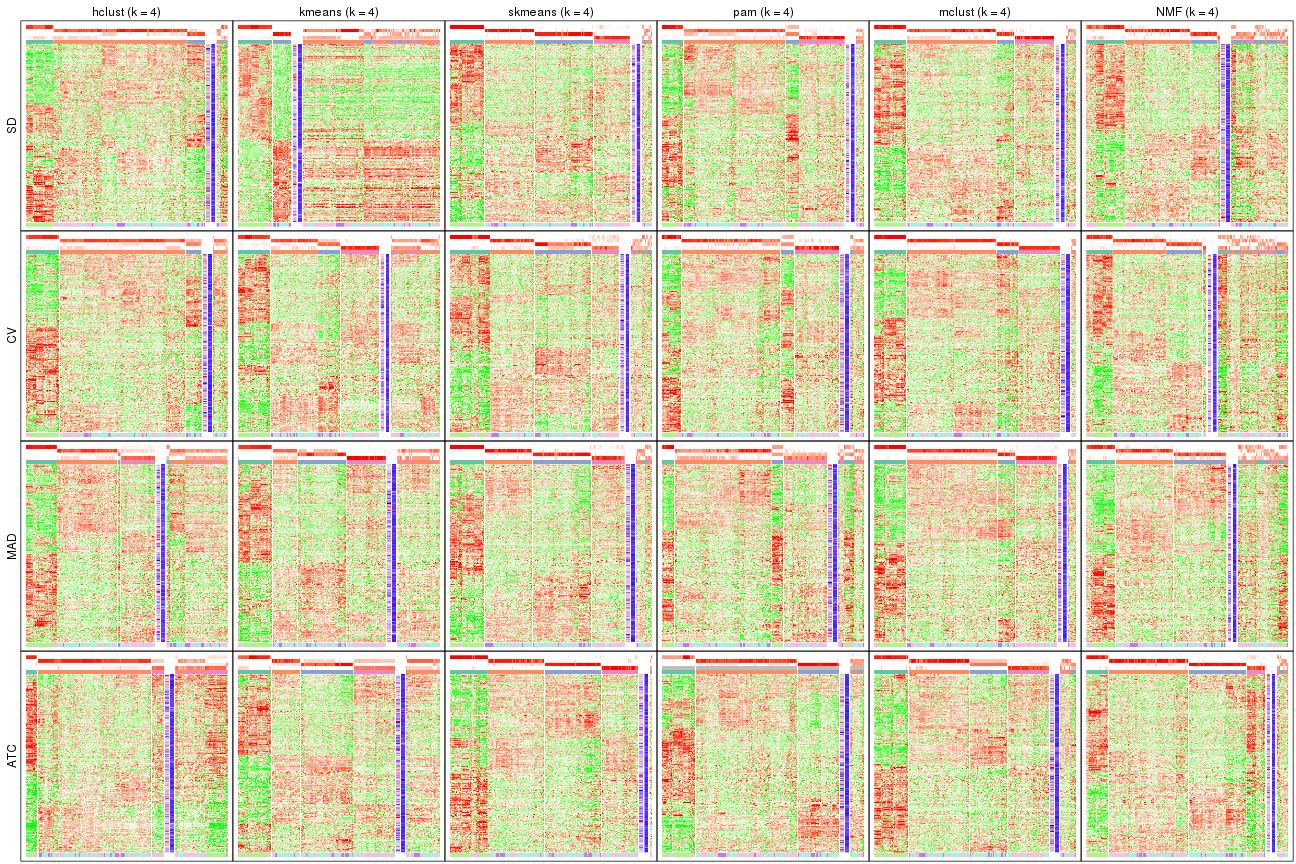 hclust (k = 4)
kmeans (k = 4)
skmeans (k = 4)
pam (k = 4)
mclust (k = 4)
NMF (k = 4)
SD
CV
MAD
ATC